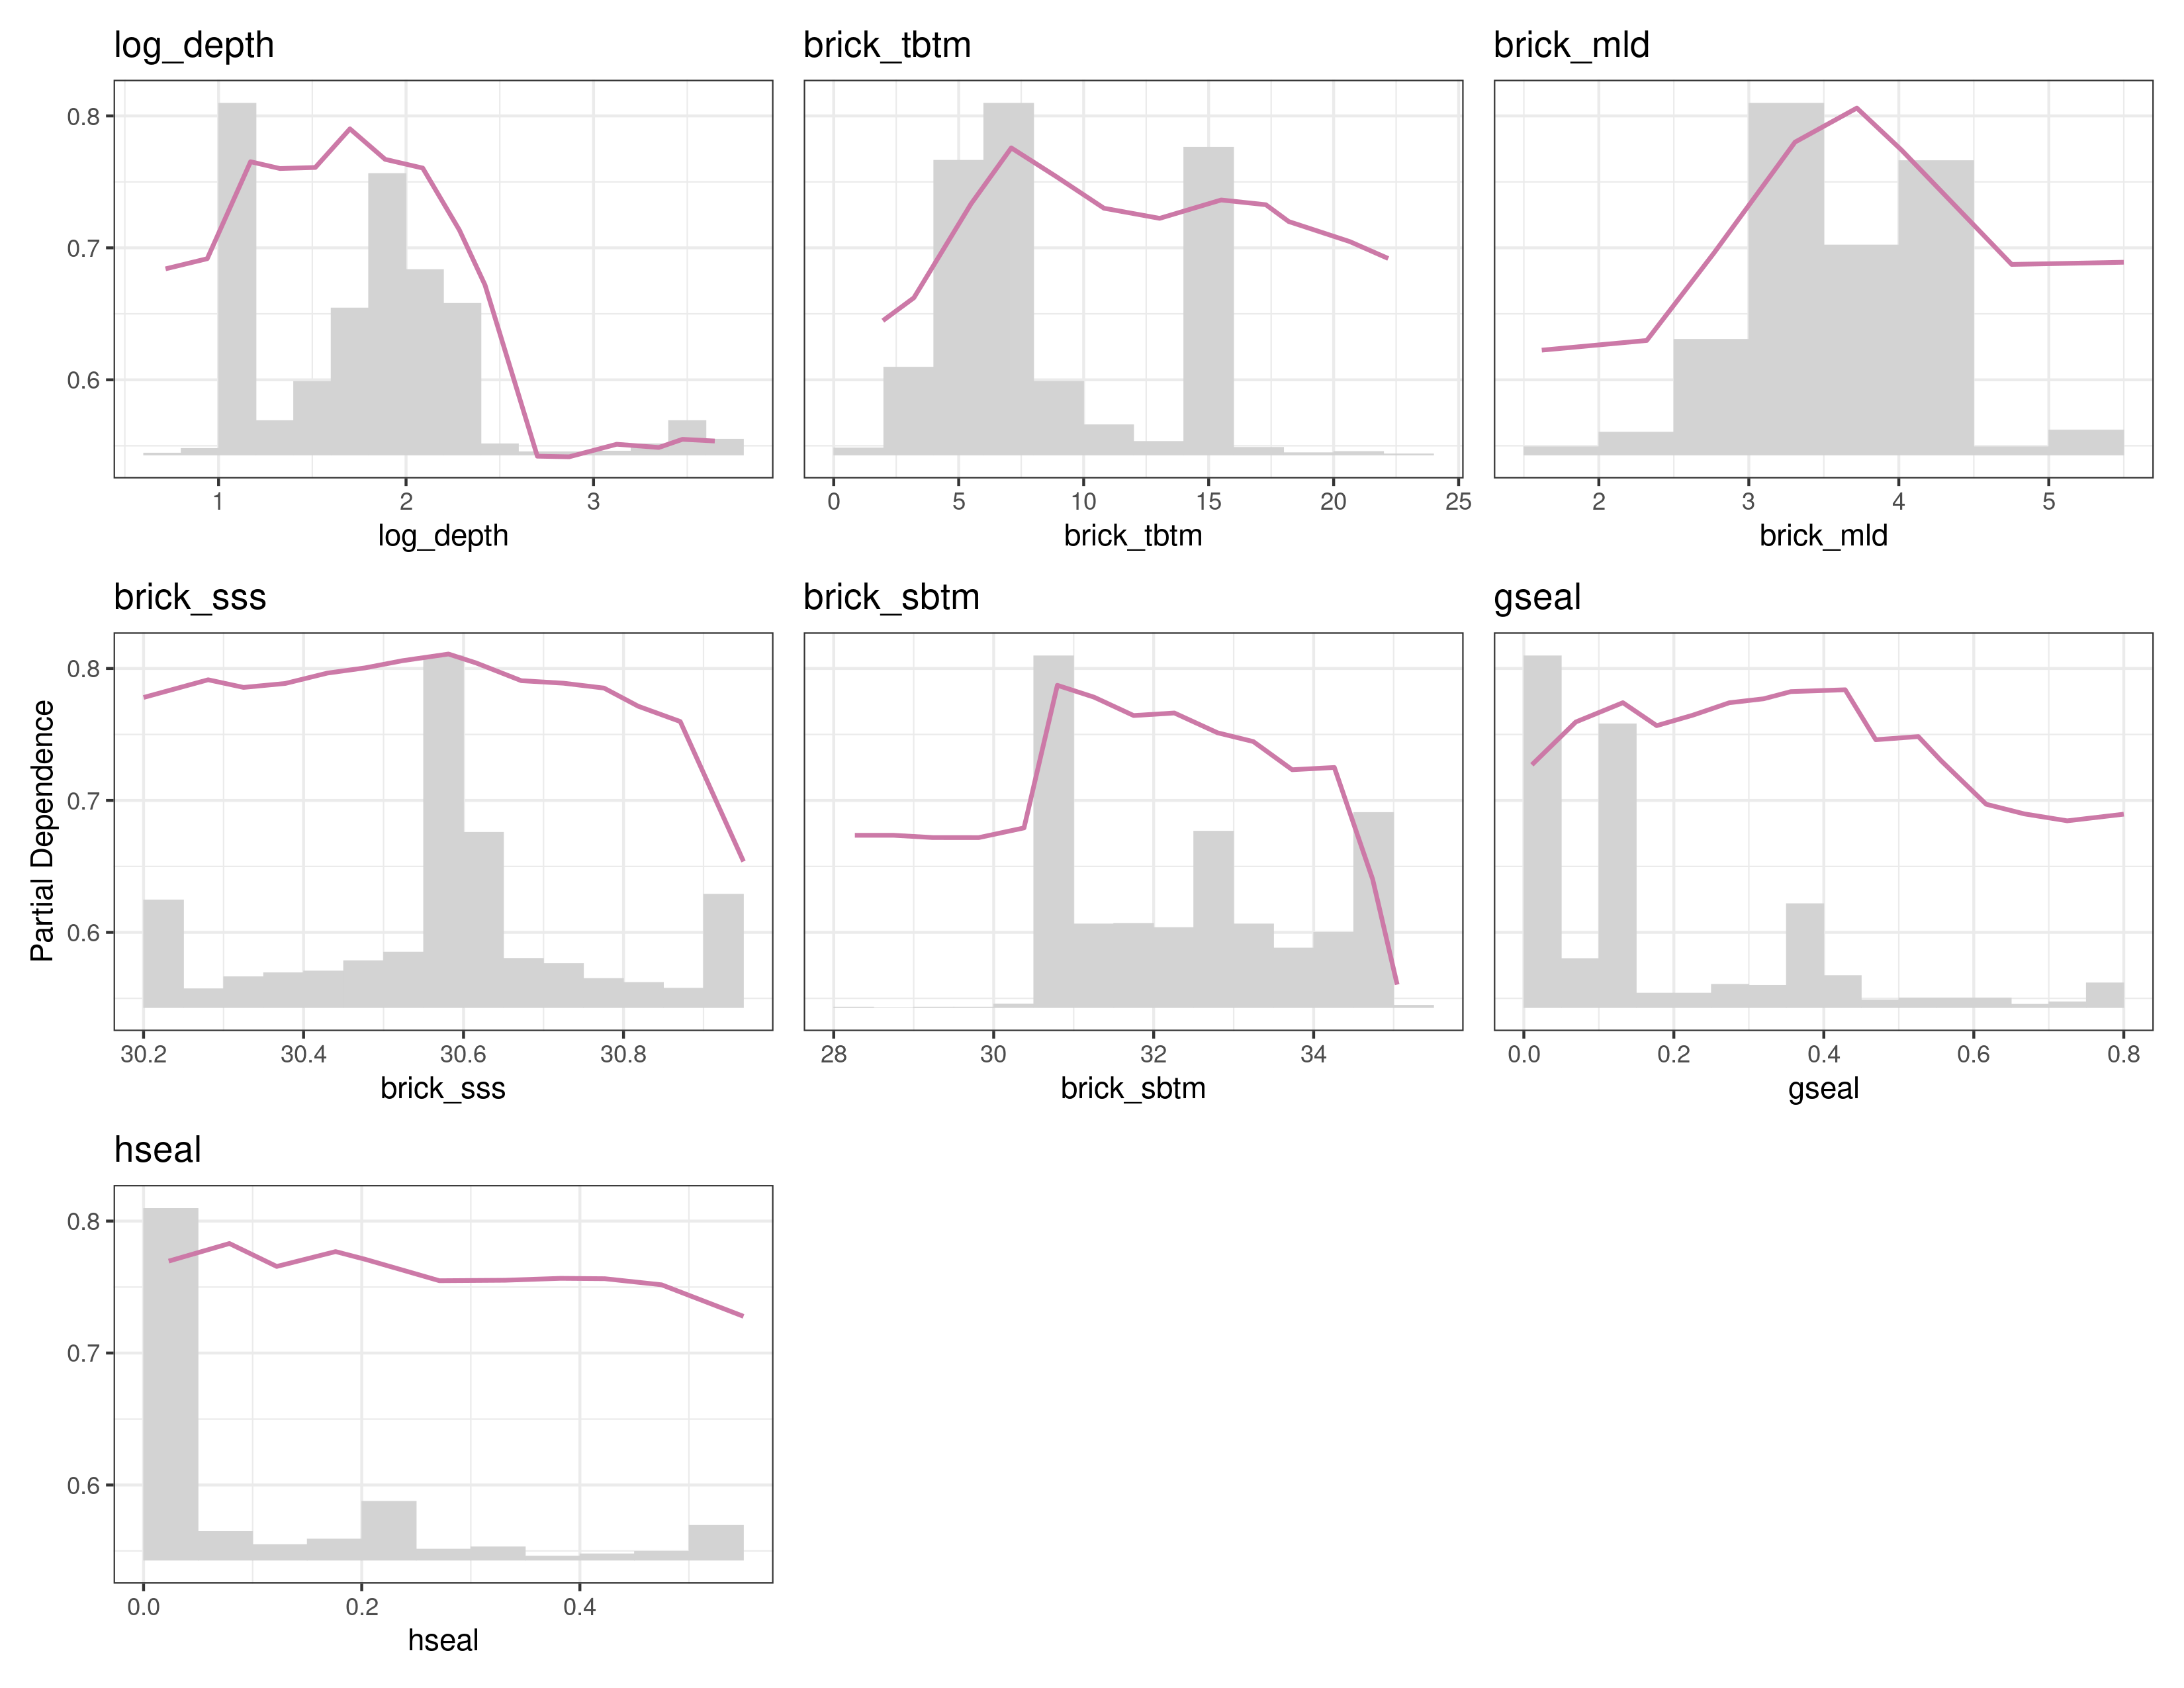 log_depth
brick_tbtm
brick_mld
0.8
0.7
0.6
1 2 3
0 5 10 15 20 25
2 3 4 5
log_depth
brick_tbtm
brick_mld
brick_sss
brick_sbtm
gseal
Partial Dependence
0.8
0.7
0.6
30.2 30.4 30.6 30.8
28 30 32 34
0.0 0.2 0.4 0.6 0.8
brick_sss
brick_sbtm
gseal
hseal
0.8
0.7
0.6
0.0 0.2 0.4
hseal